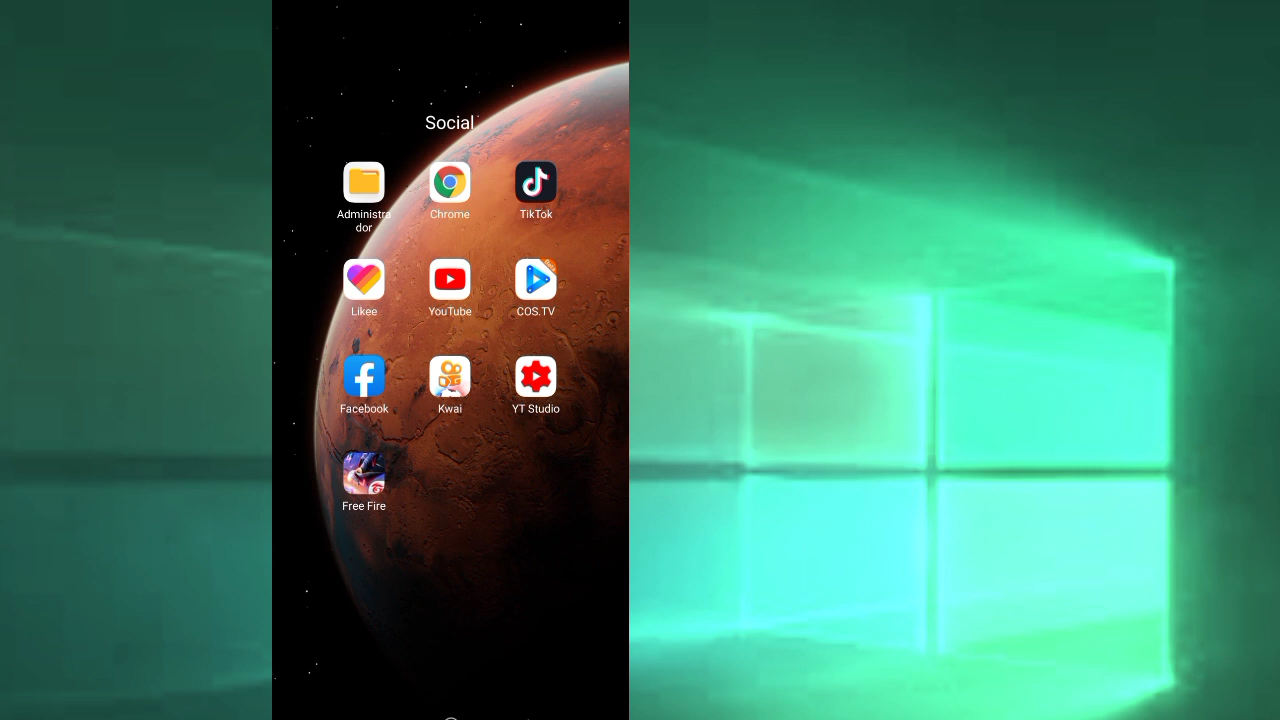 Social
Administra
dor
Chrome
TikTok
Likee
YouTube
COS.TV
Facebook
Kwai
YT Studio
Free Fire